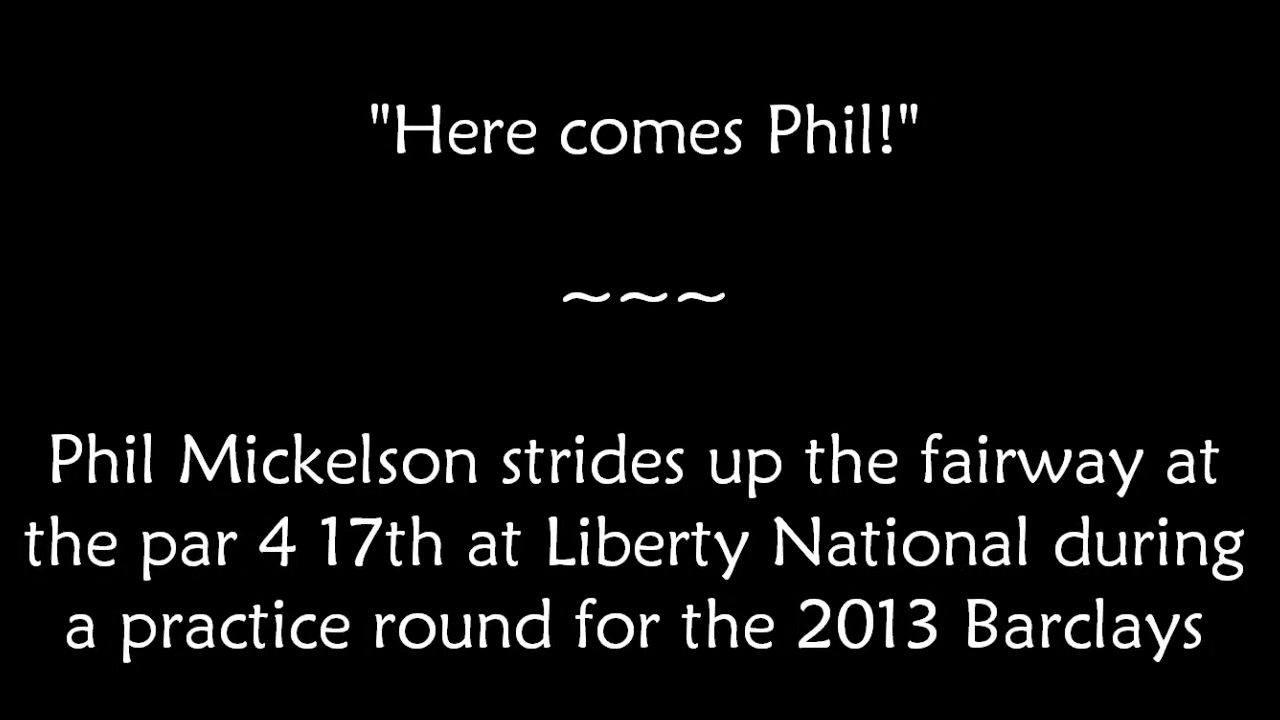 "Here comes Phil!"
~~~
Phil Mickelson strides up the fairway at
the par 4 17th at Liberty National during
a practice round for the 2013 Barclays